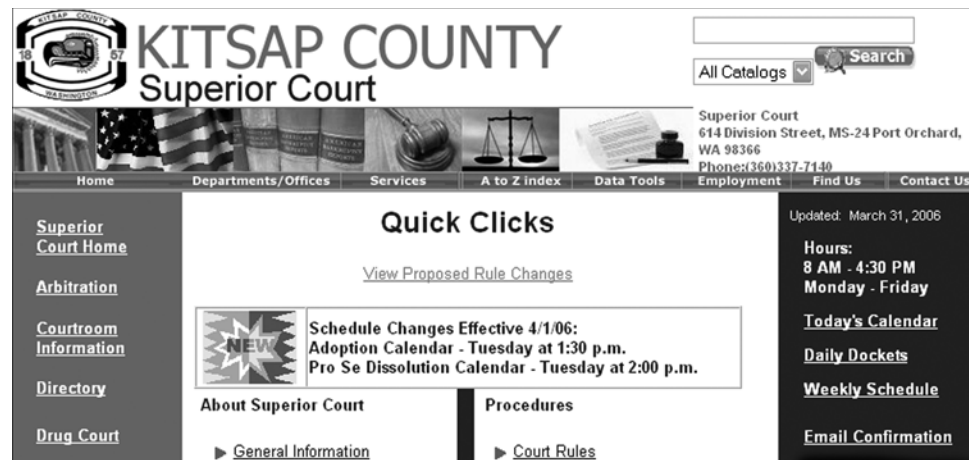 KITSAP COUNTY
18 57
WASHINGTON
KITSAP COUNTY
Superior Court
All Catalogs
Search
Superior Court
614 Division Street, MS-24 Port Orchard,
WA 98366
Phone:(360)337-7140
Home Departments/Offices Services A to Z index Data Tools Employment Find Us Contact Us
Superior
Court Home
Arbitration
Courtroom
Information
Directory
Drug Court
Quick Clicks
View Proposed Rule Changes
NEW
Schedule Changes Effective 4/1/06:
Adoption Calendar - Tuesday at 1:30 p.m.
Pro Se Dissolution Calendar - Tuesday at 2:00 p.m.
About Superior Court
General Information
Procedures
Court Rules
Updated: March 31, 2006
Hours:
8 AM - 4:30 PM
Monday - Friday
Today's Calendar
Daily Dockets
Weekly Schedule
Email Confirmation